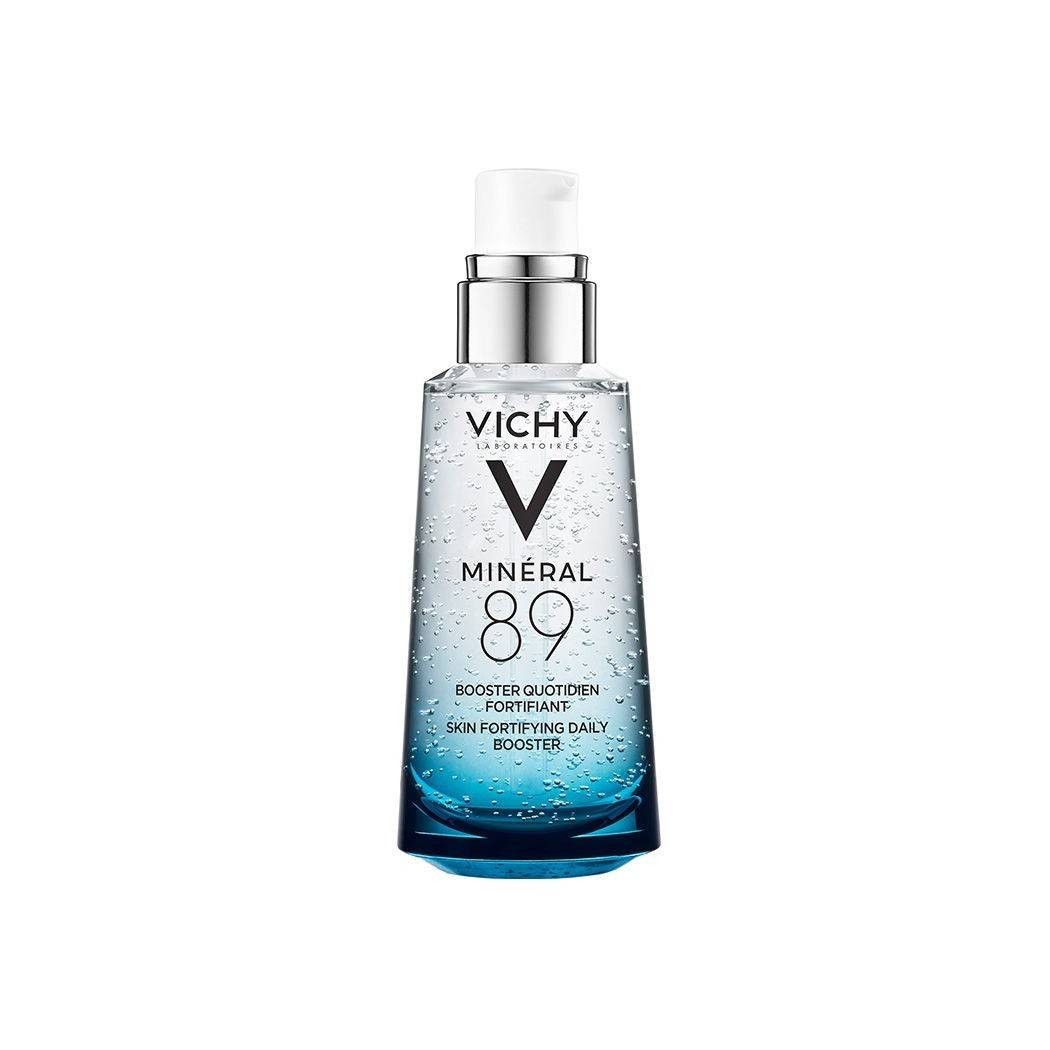 VICHY
LABORATOIRES
V
MINÉRAL
89
BOOSTER QUOTIDIEN
FORTIFIANT
SKIN FORTIFYING DAILY
BOOSTER